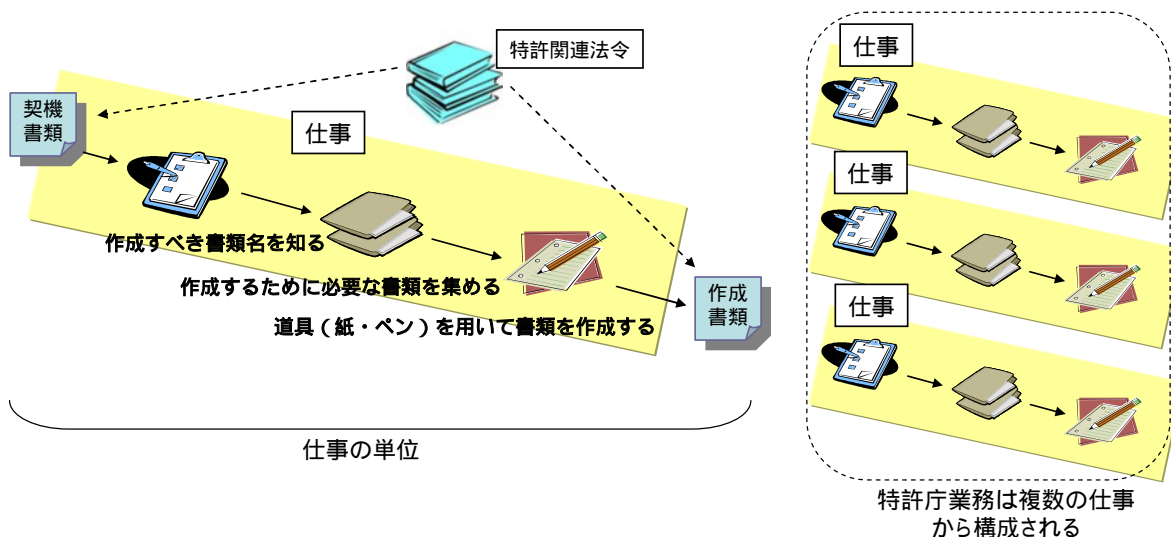 特許関連法令
契機
書類
仕事
作成すべき書類名を知る
作成するために必要な書類を集める
道具（紙・ペン）を用いて書類を作成する
作成
書類
仕事の単位
仕事
仕事
仕事
特許庁業務は複数の仕事
から構成される